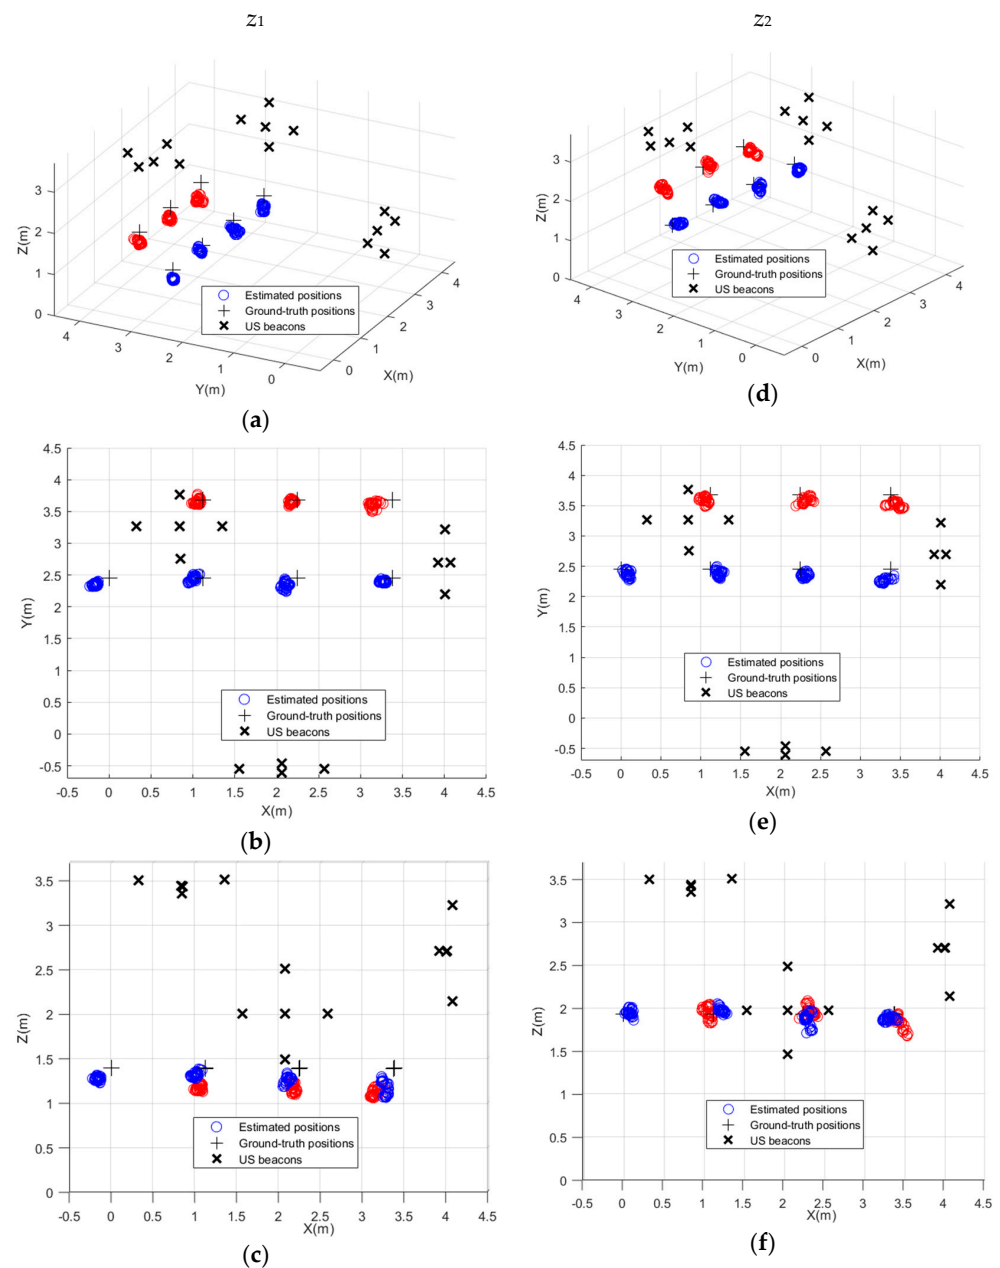 z1
z2
Z(m)
3
2
1
0
4
3
2
1
0
Y(m)
0
1
2
3
4
X(m)
Estimated positions
Ground-truth positions
US beacons
(a)
Z(m)
3
2
1
0
4
3
2
1
0
Y(m)
0
1
2
3
4
X(m)
Estimated positions
Ground-truth positions
US beacons
(d)
4.5
4
3.5
3
2.5
2
1.5
1
0.5
0
-0.5
Y(m)
-0.5 0 0.5 1 1.5 2 2.5 3 3.5 4 4.5
X(m)
Estimated positions
Ground-truth positions
US beacons
(b)
4.5
4
3.5
3
2.5
2
1.5
1
0.5
0
-0.5
Y(m)
-0.5 0 0.5 1 1.5 2 2.5 3 3.5 4 4.5
X(m)
Estimated positions
Ground-truth positions
US beacons
(e)
3.5
3
2.5
2
1.5
1
0.5
0
Z(m)
-0.5 0 0.5 1 1.5 2 2.5 3 3.5 4 4.5
X(m)
Estimated positions
Ground-truth positions
US beacons
(c)
3.5
3
2.5
2
1.5
1
0.5
0
Z(m)
-0.5 0 0.5 1 1.5 2 2.5 3 3.5 4 4.5
X(m)
Estimated positions
Ground-truth positions
US beacons
(f)